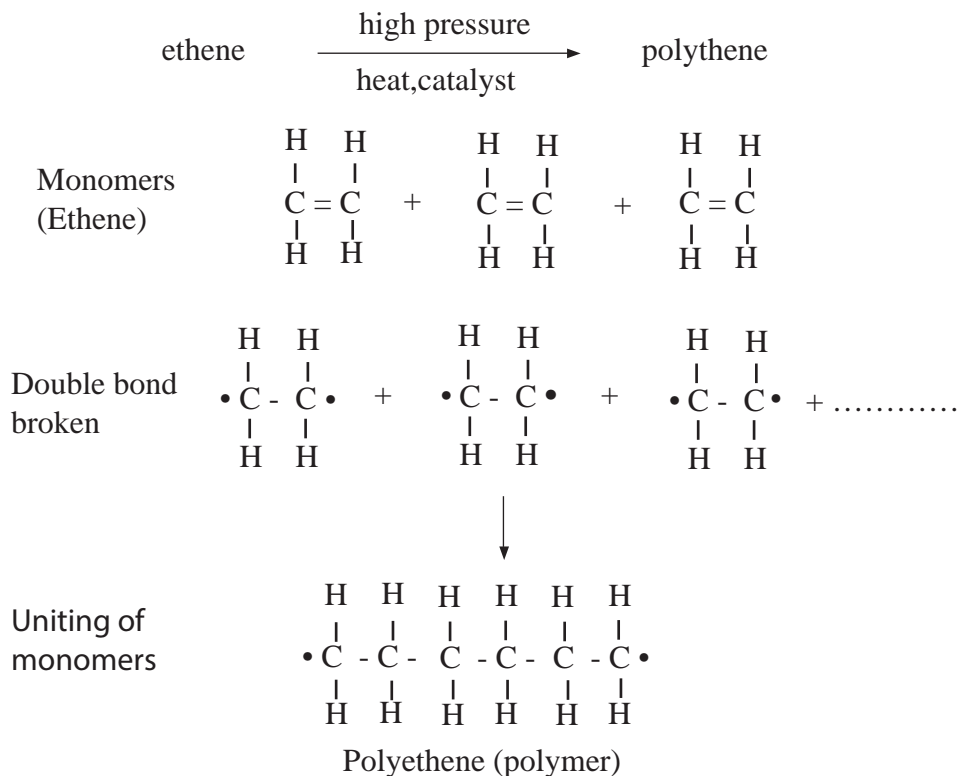 high pressure
ethene polythene
heat,catalyst
H H H H H H
Monomers
(Ethene)
C = C + C = C + C = C
H H H H H H
H H H H H H
Double bond
broken
• C - C • + • C - C • + • C - C • + …………
H H H H H H
H H H H H H
Uniting of
monomers
• C - C - C - C - C - C •
H H H H H H
Polyethene (polymer)